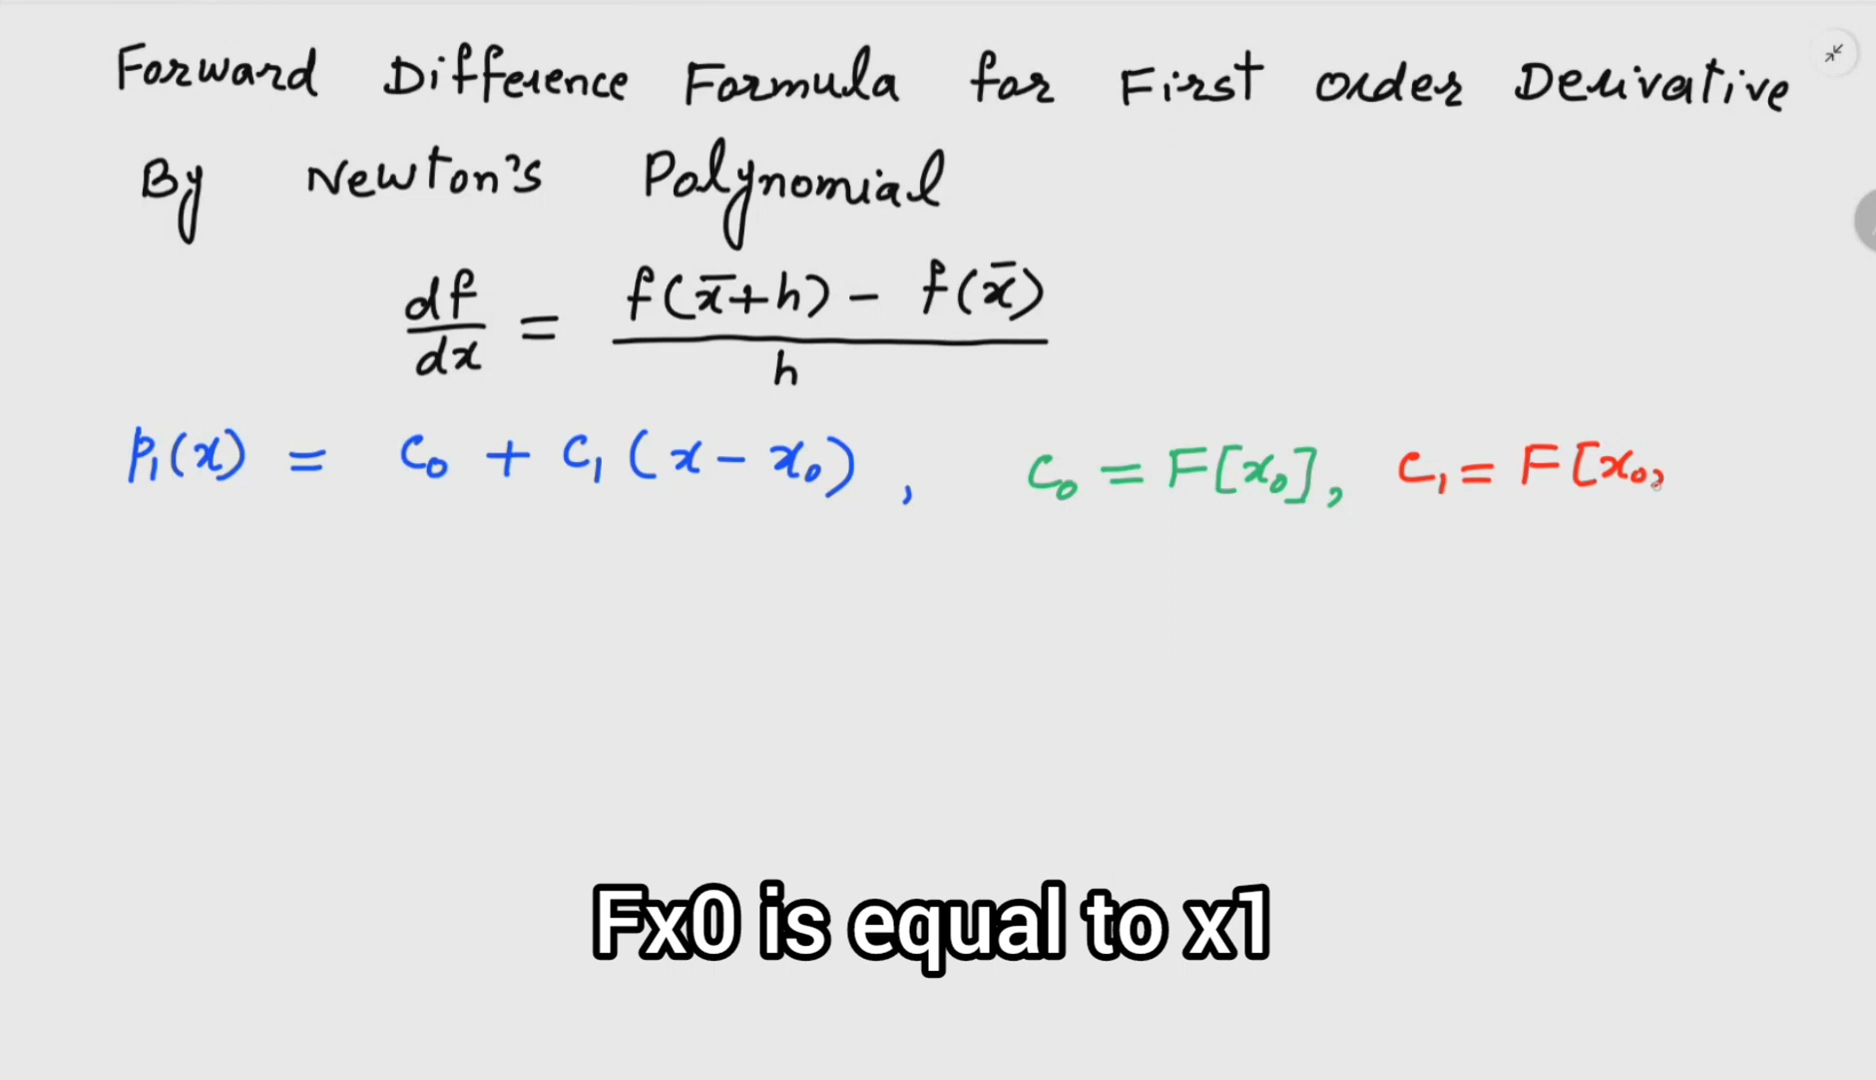 Forward Difference Formula for First order Derivative
By Newton's Polynomial
df/dx = f(x̄+h) - f(x̄) / h
P₁(x) = C₀ + C₁(x - x₀), C₀ = F[x₀], C₁ = F[x₀,
Fx0 is equal to x1